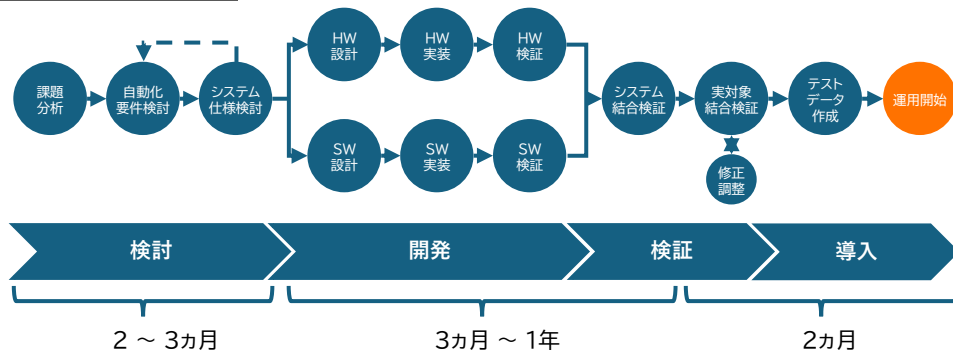 課題
分析
自動化
要件検討
システム
仕様検討
HW
設計
HW
実装
HW
検証
SW
設計
SW
実装
SW
検証
システム
結合検証
実対象
結合検証
修正
調整
テスト
データ
作成
運用開始
検討
開発
検証
導入
2 ～ 3ヵ月
3ヵ月 ～ 1年
2ヵ月